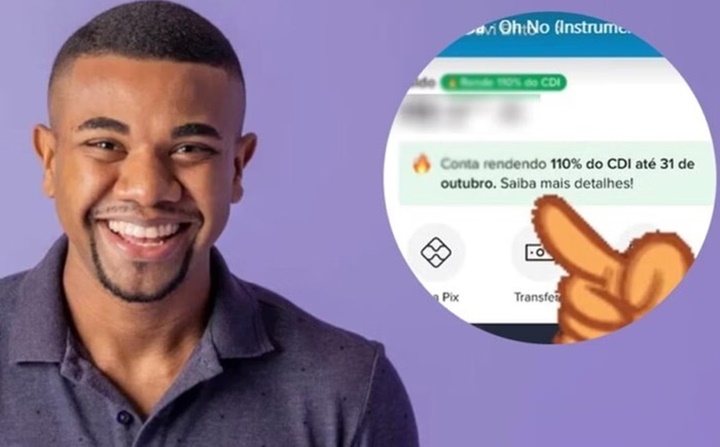 Oh No (Instrume
Rende 110% do CDI
Conta rendendo 110% do CDI até 31 de
outubro. Saiba mais detalhes!
Pix
Transfe